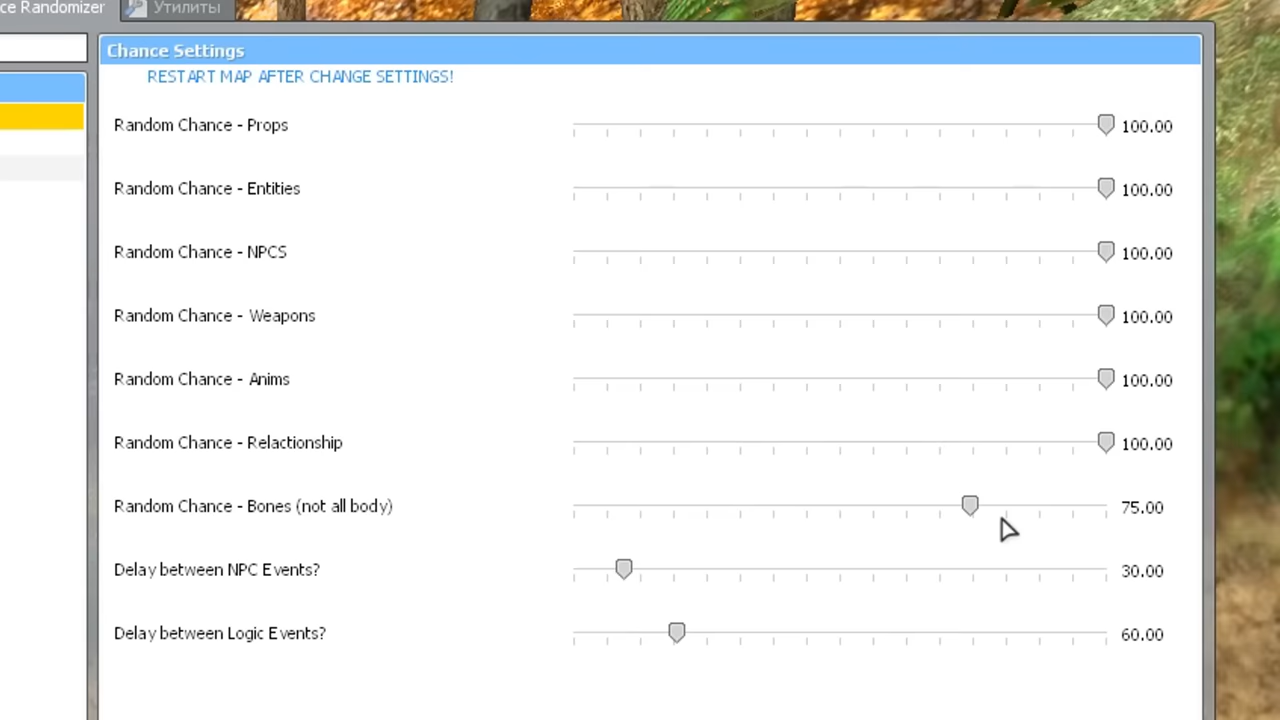 ce Randomizer
Утилиты
Chance Settings
RESTART MAP AFTER CHANGE SETTINGS!
Random Chance - Props 100.00
Random Chance - Entities 100.00
Random Chance - NPCS 100.00
Random Chance - Weapons 100.00
Random Chance - Anims 100.00
Random Chance - Relactionship 100.00
Random Chance - Bones (not all body) 75.00
Delay between NPC Events? 30.00
Delay between Logic Events? 60.00